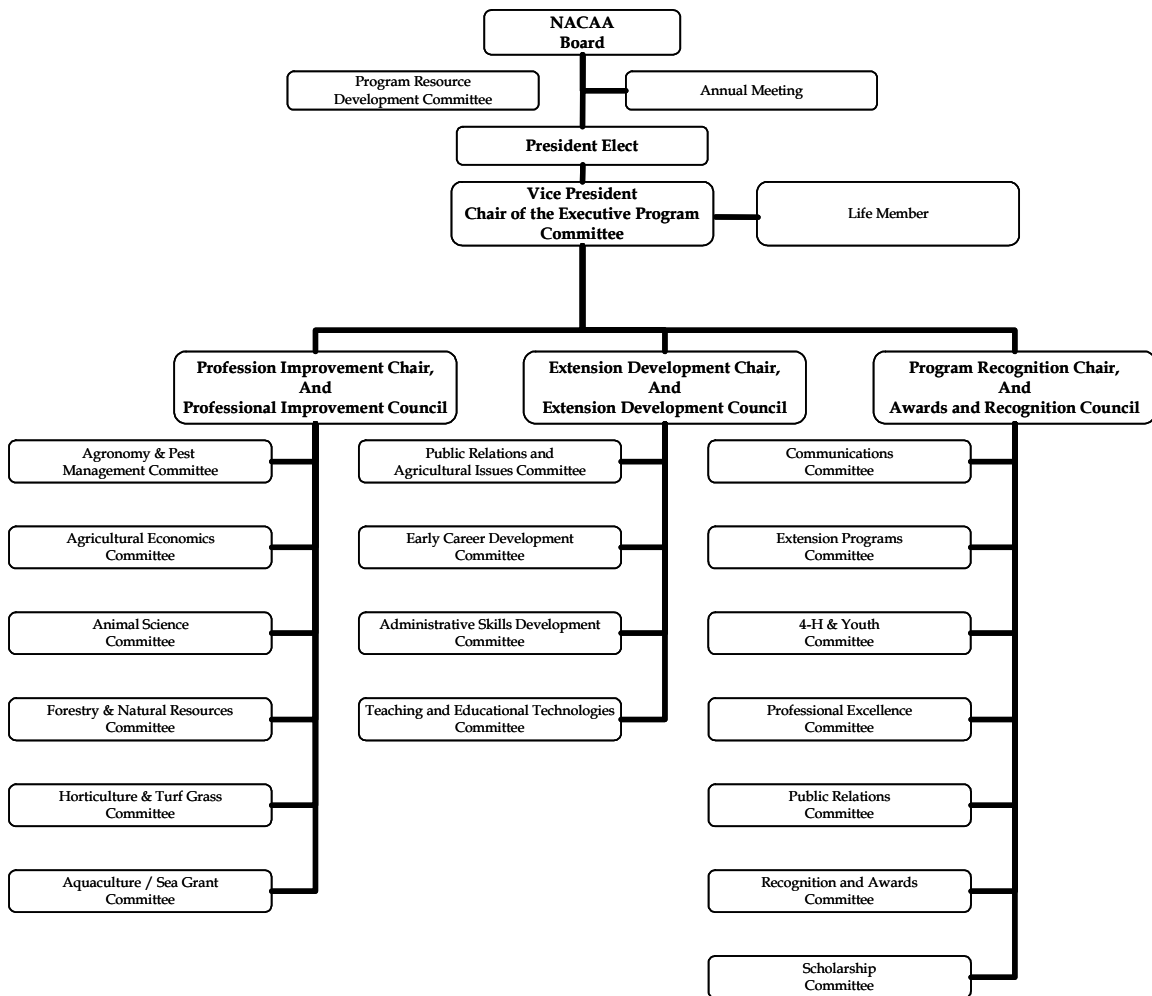 NACAA
Board
Program Resource
Development Committee
Annual Meeting
President Elect
Vice President
Chair of the Executive Program
Committee
Life Member
Profession Improvement Chair,
And
Professional Improvement Council
Extension Development Chair,
And
Extension Development Council
Program Recognition Chair,
And
Awards and Recognition Council
Agronomy & Pest
Management Committee
Public Relations and
Agricultural Issues Committee
Communications
Committee
Agricultural Economics
Committee
Early Career Development
Committee
Extension Programs
Committee
Animal Science
Committee
Administrative Skills Development
Committee
4-H & Youth
Committee
Forestry & Natural Resources
Committee
Teaching and Educational Technologies
Committee
Professional Excellence
Committee
Horticulture & Turf Grass
Committee
Public Relations
Committee
Aquaculture / Sea Grant
Committee
Recognition and Awards
Committee
Scholarship
Committee